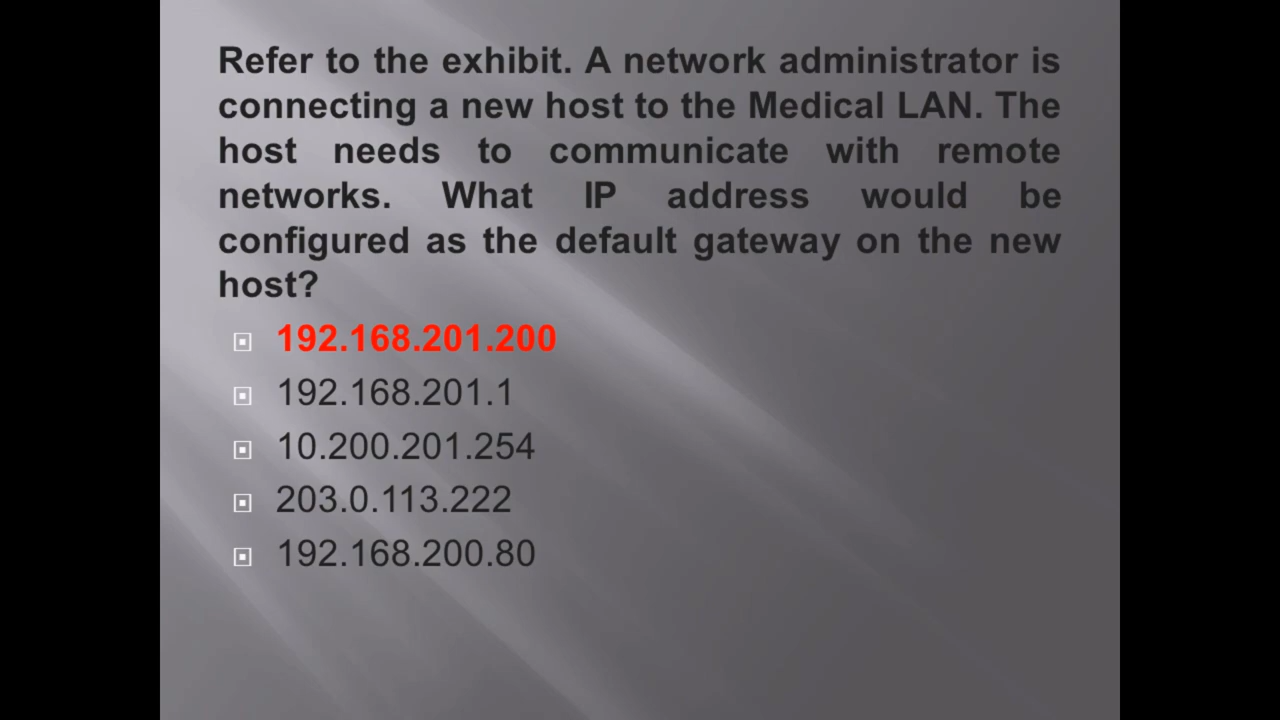 Refer to the exhibit. A network administrator is
connecting a new host to the Medical LAN. The
host needs to communicate with remote
networks. What IP address would be
configured as the default gateway on the new
host?
192.168.201.200
192.168.201.1
10.200.201.254
203.0.113.222
192.168.200.80